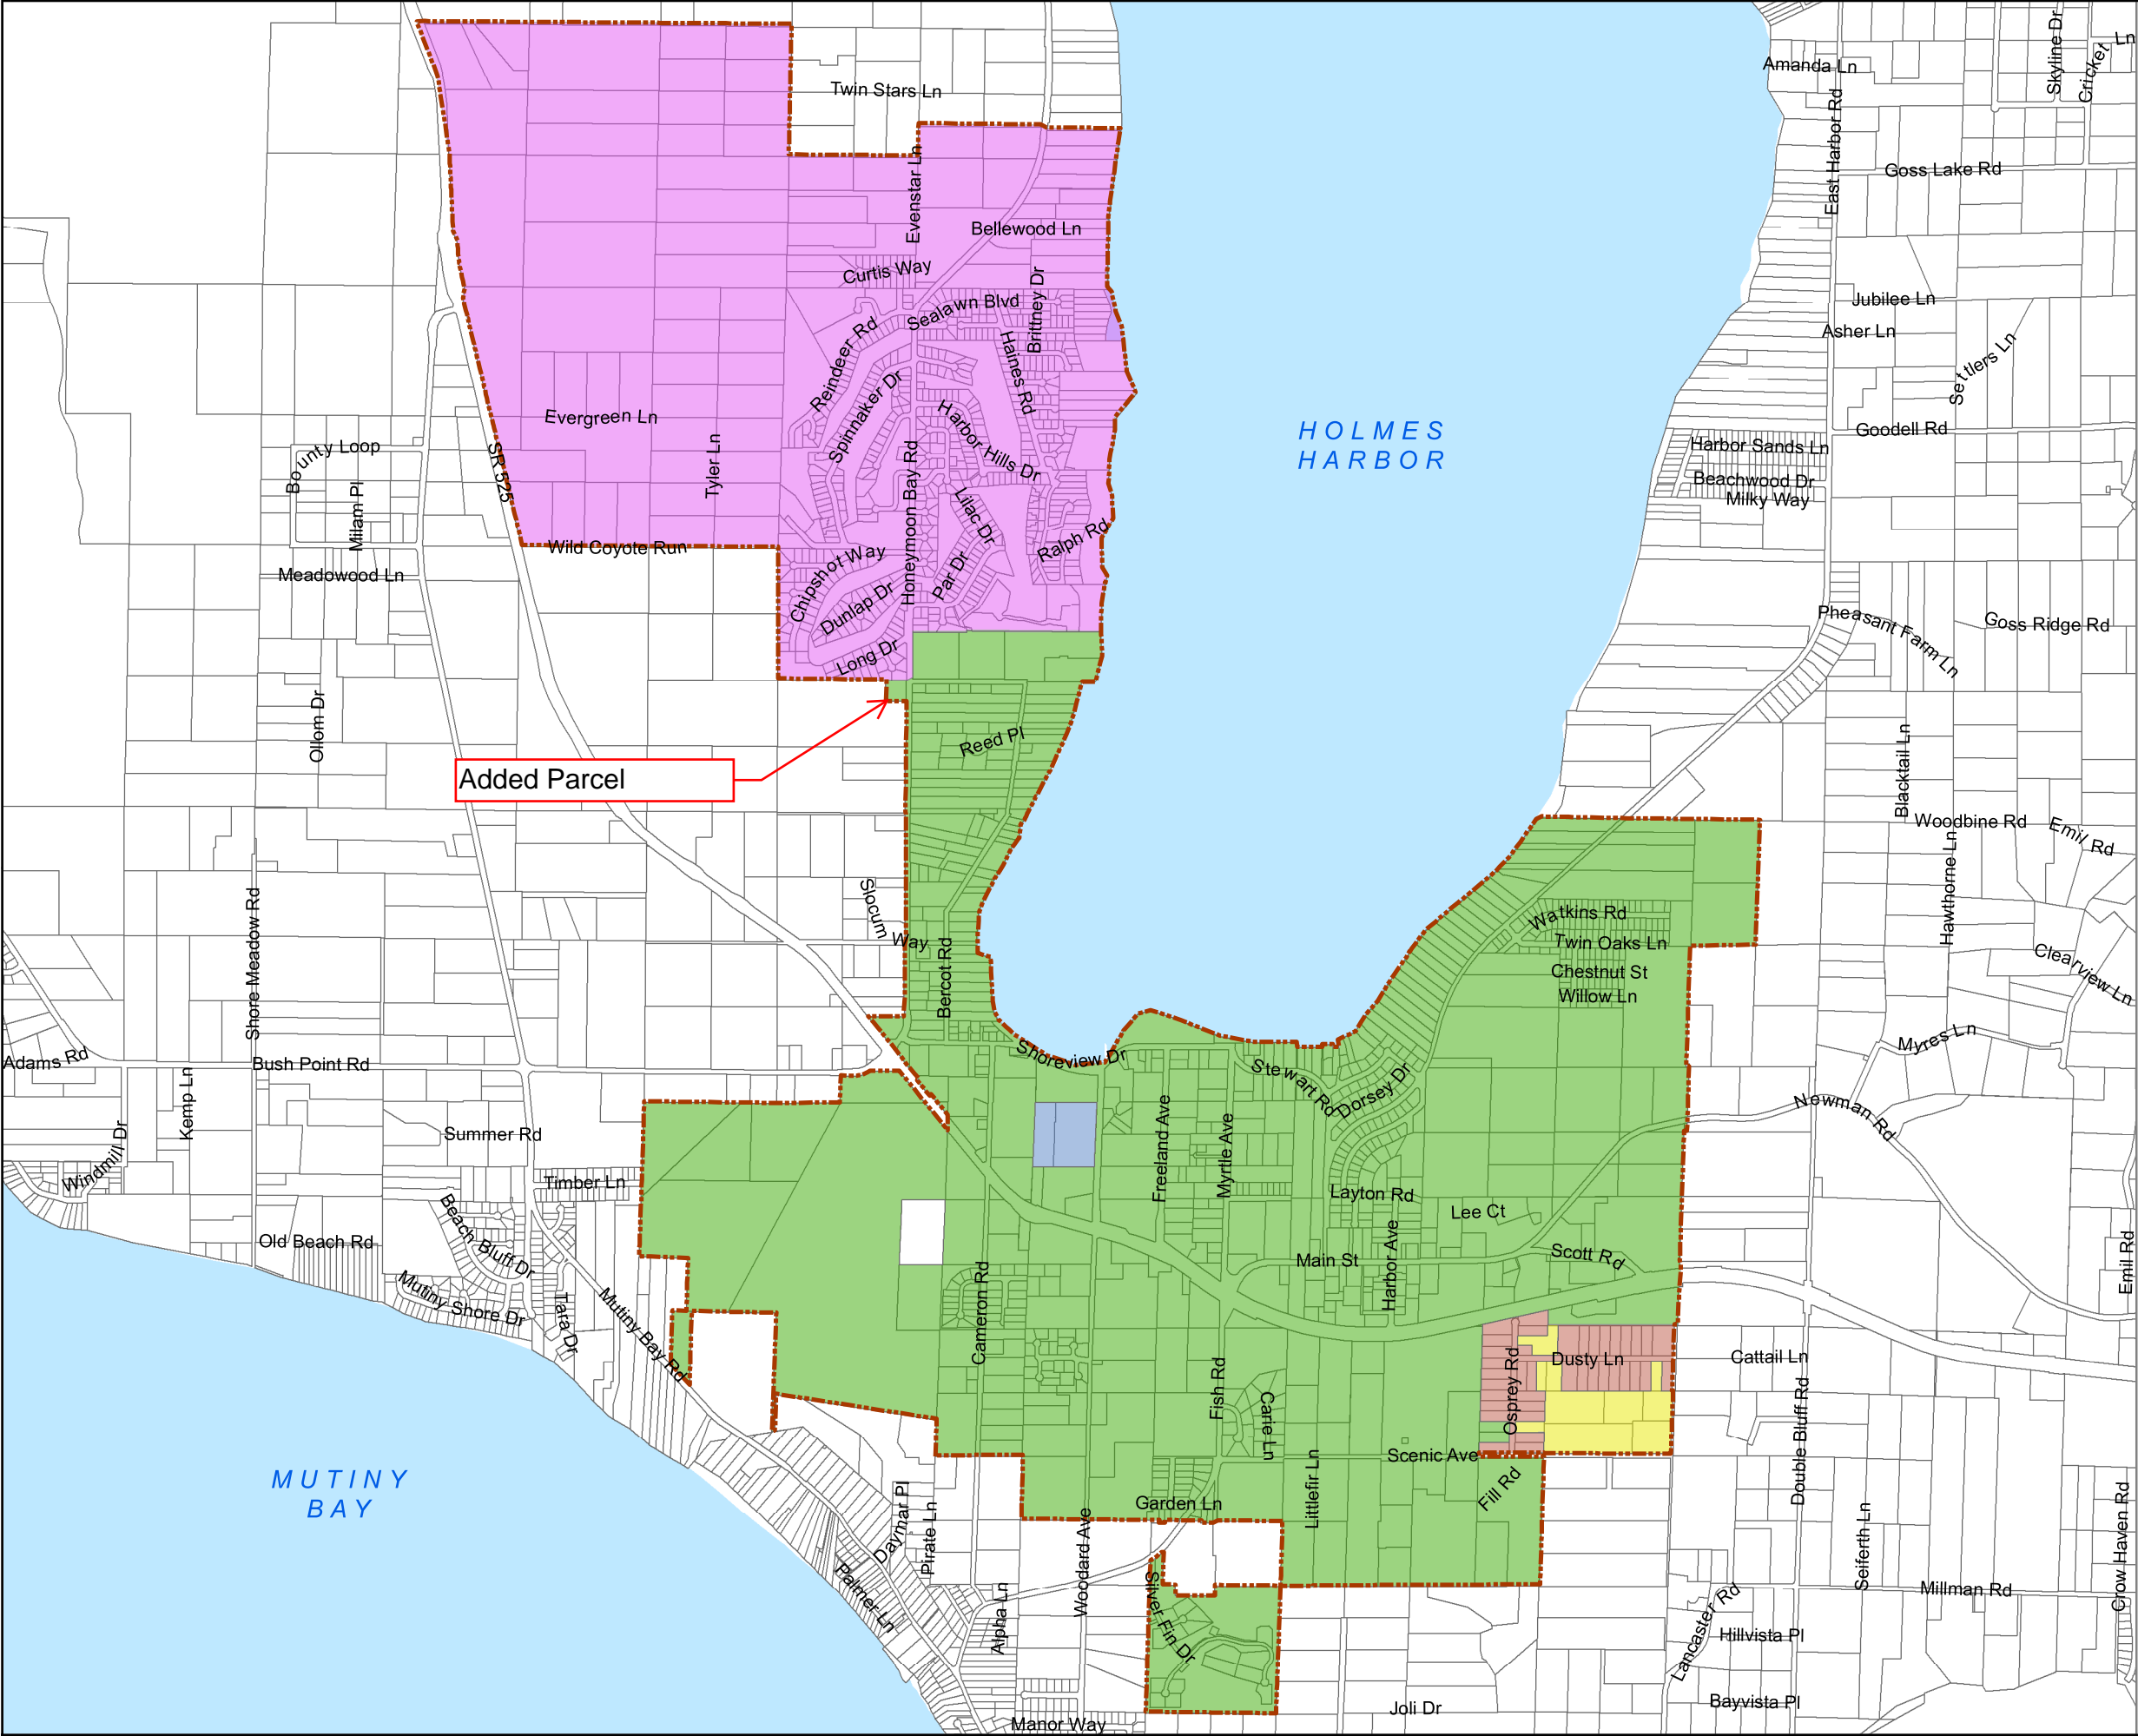 Skyline Dr
Cricket Ln
Amanda Ln
Twin Stars Ln
East Harbor Rd
Goss Lake Rd
Evenstar Ln
Bellewood Ln
Curtis Way
Brittney Dr
Sealawn Blvd
Jubilee Ln
Asher Ln
Reindeer Rd
Haines Rd
Settlers Ln
Spinnaker Dr
Evergreen Ln
Harbor Hills Dr
HOLMES
HARBOR
Goodell Rd
Harbor Sands Ln
Bounty Loop
Tyler Ln
SR 525
Honeymoon Bay Rd
Beachwood Dr
Milky Way
Milam Pl
Lilac Dr
Ralph Rd
Wild Coyote Run
Chipshot Way
Par Dr
Meadowood Ln
Dunlap Dr
Pheasant Farm Ln
Goss Ridge Rd
Long Dr
Ollom Dr
Reed Pl
Blacktail Ln
Added Parcel
Woodbine Rd
Emil Rd
Slocum Way
Shore Meadow Rd
Hawthorne Ln
Watkins Rd
Twin Oaks Ln
Bercot Rd
Chestnut St
Willow Ln
Clearview Ln
Adams Rd
Bush Point Rd
Shoreview Dr
Myres Ln
Stewart Rd
Dorsey Dr
Kemp Ln
Newman Rd
Windmill Dr
Summer Rd
Freeland Ave
Myrtle Ave
Timber Ln
Layton Rd
Lee Ct
Beach Bluff Dr
Old Beach Rd
Main St
Harbor Ave
Scott Rd
Emil Rd
Mutiny Shore Dr
Tara Dr
Mutiny Bay Rd
Cameron Rd
Osprey Rd
Dusty Ln
Cattail Ln
Fish Rd
Carie Ln
Double Bluff Rd
MUTINY
BAY
Scenic Ave
Littlefir Ln
Fill Rd
Daymar Pl
Pirate Ln
Garden Ln
Woodard Ave
Seiferth Ln
Crow Haven Rd
Palmer Ln
Alpha Ln
Silver Fin Dr
Millman Rd
Lancaster Rd
Hillvista Pl
Bayvista Pl
Joli Dr
Manor Way